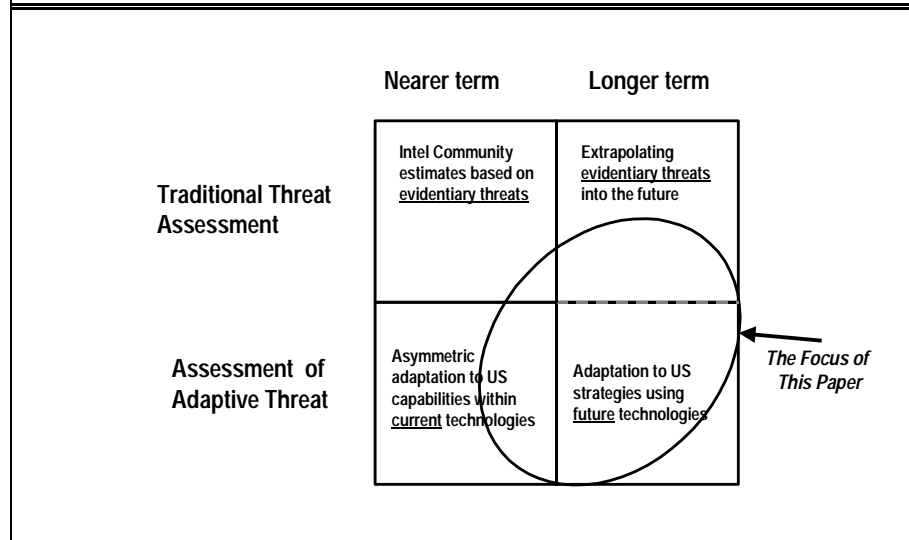 Nearer term
Longer term
Traditional Threat
Assessment
Intel Community
estimates based on
evidentiary threats
Extrapolating
evidentiary threats
into the future
Assessment of
Adaptive Threat
Asymmetric
adaptation to US
capabilities within
current technologies
Adaptation to US
strategies using
future technologies
The Focus of
This Paper